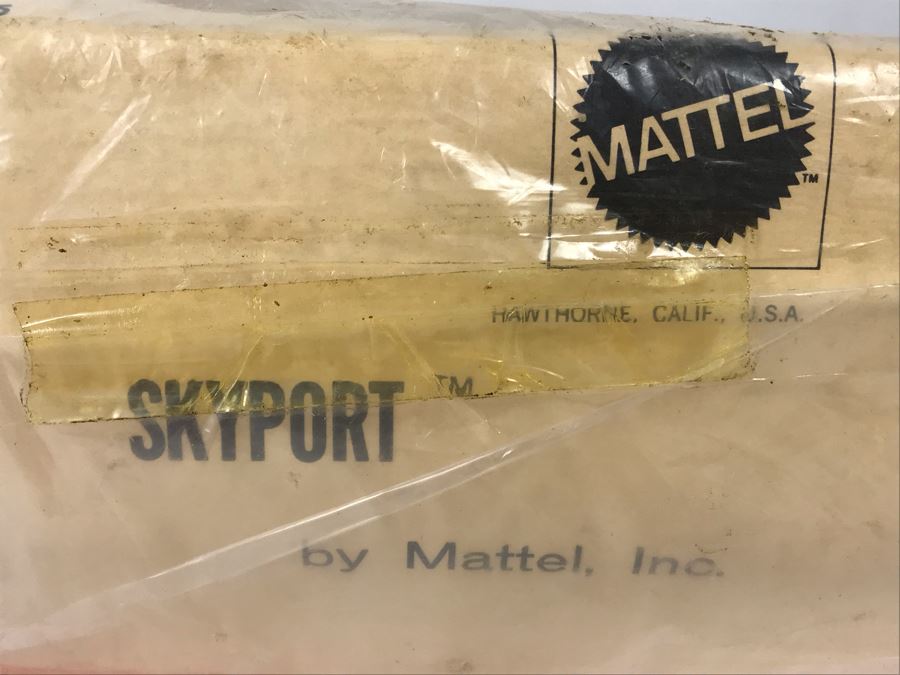 MATTEL
TM
HAWTHORNE, CALIF., U.S.A.
SKYPORT TM
by Mattel, Inc.